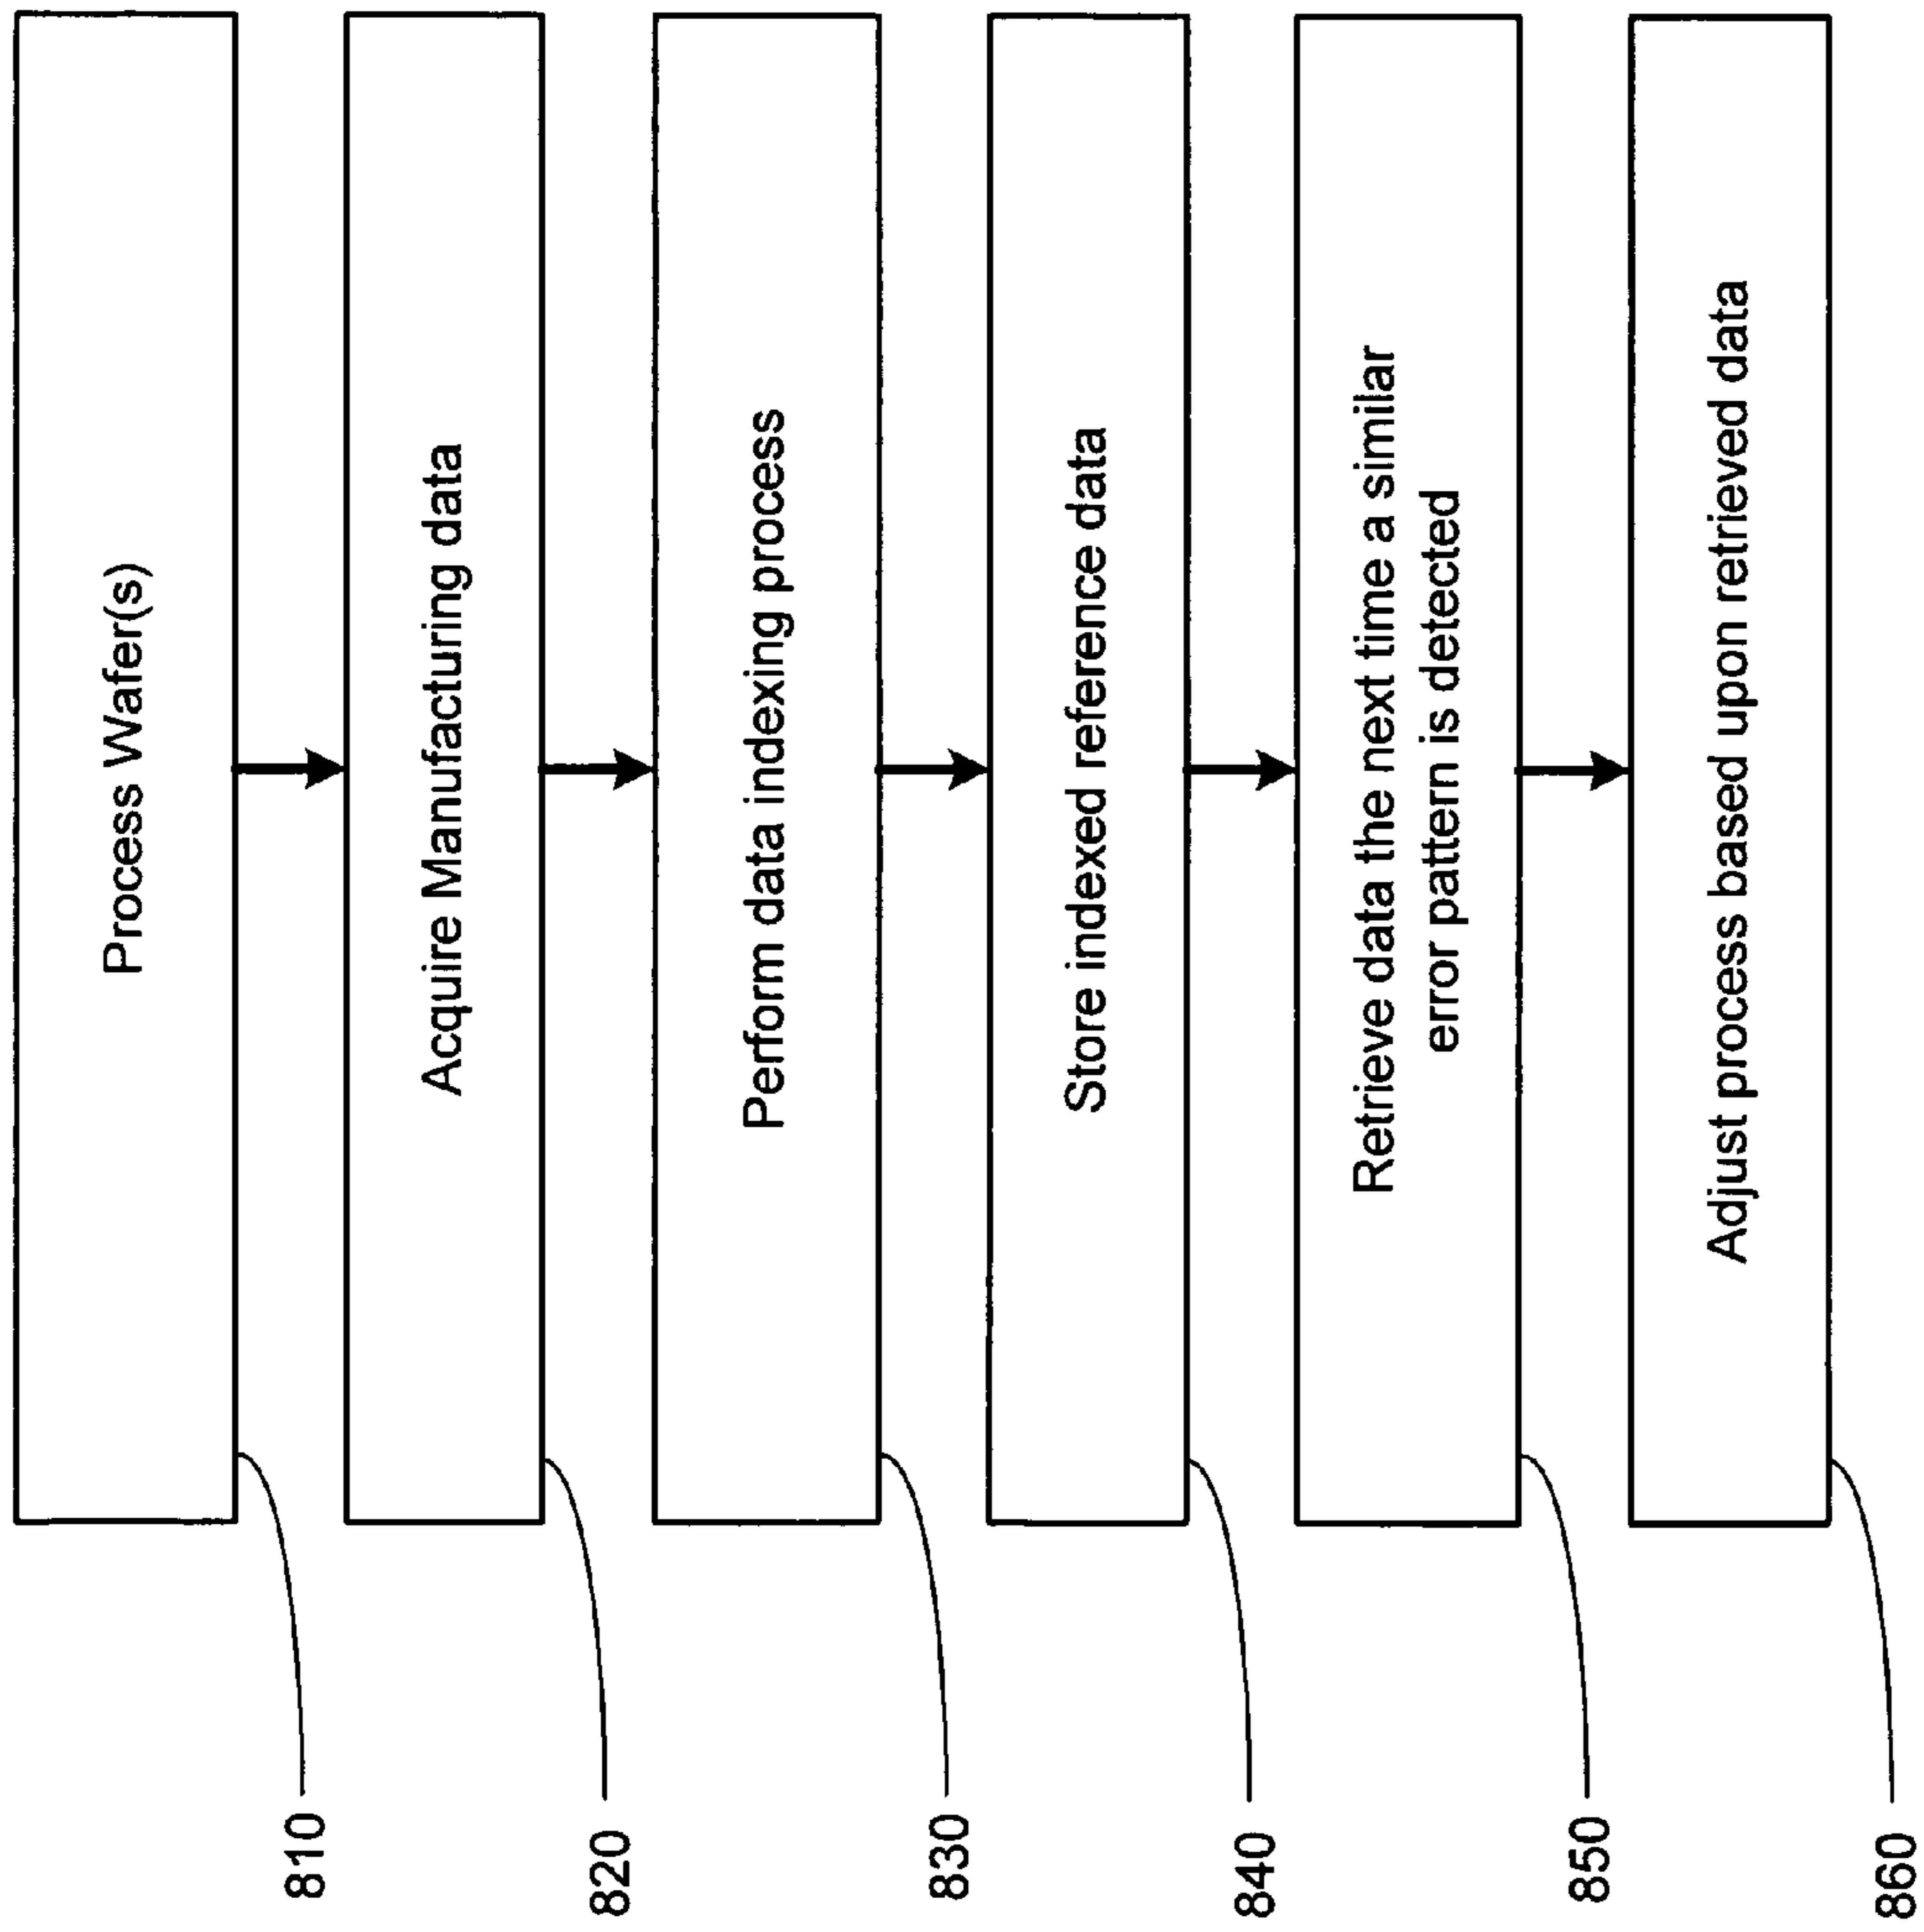 Process Wafer(s)
810
Acquire Manufacturing data
820
Perform data indexing process
830
Store indexed reference data
840
Retrieve data the next time a similar
error pattern is detected
850
Adjust process based upon retrieved data
860